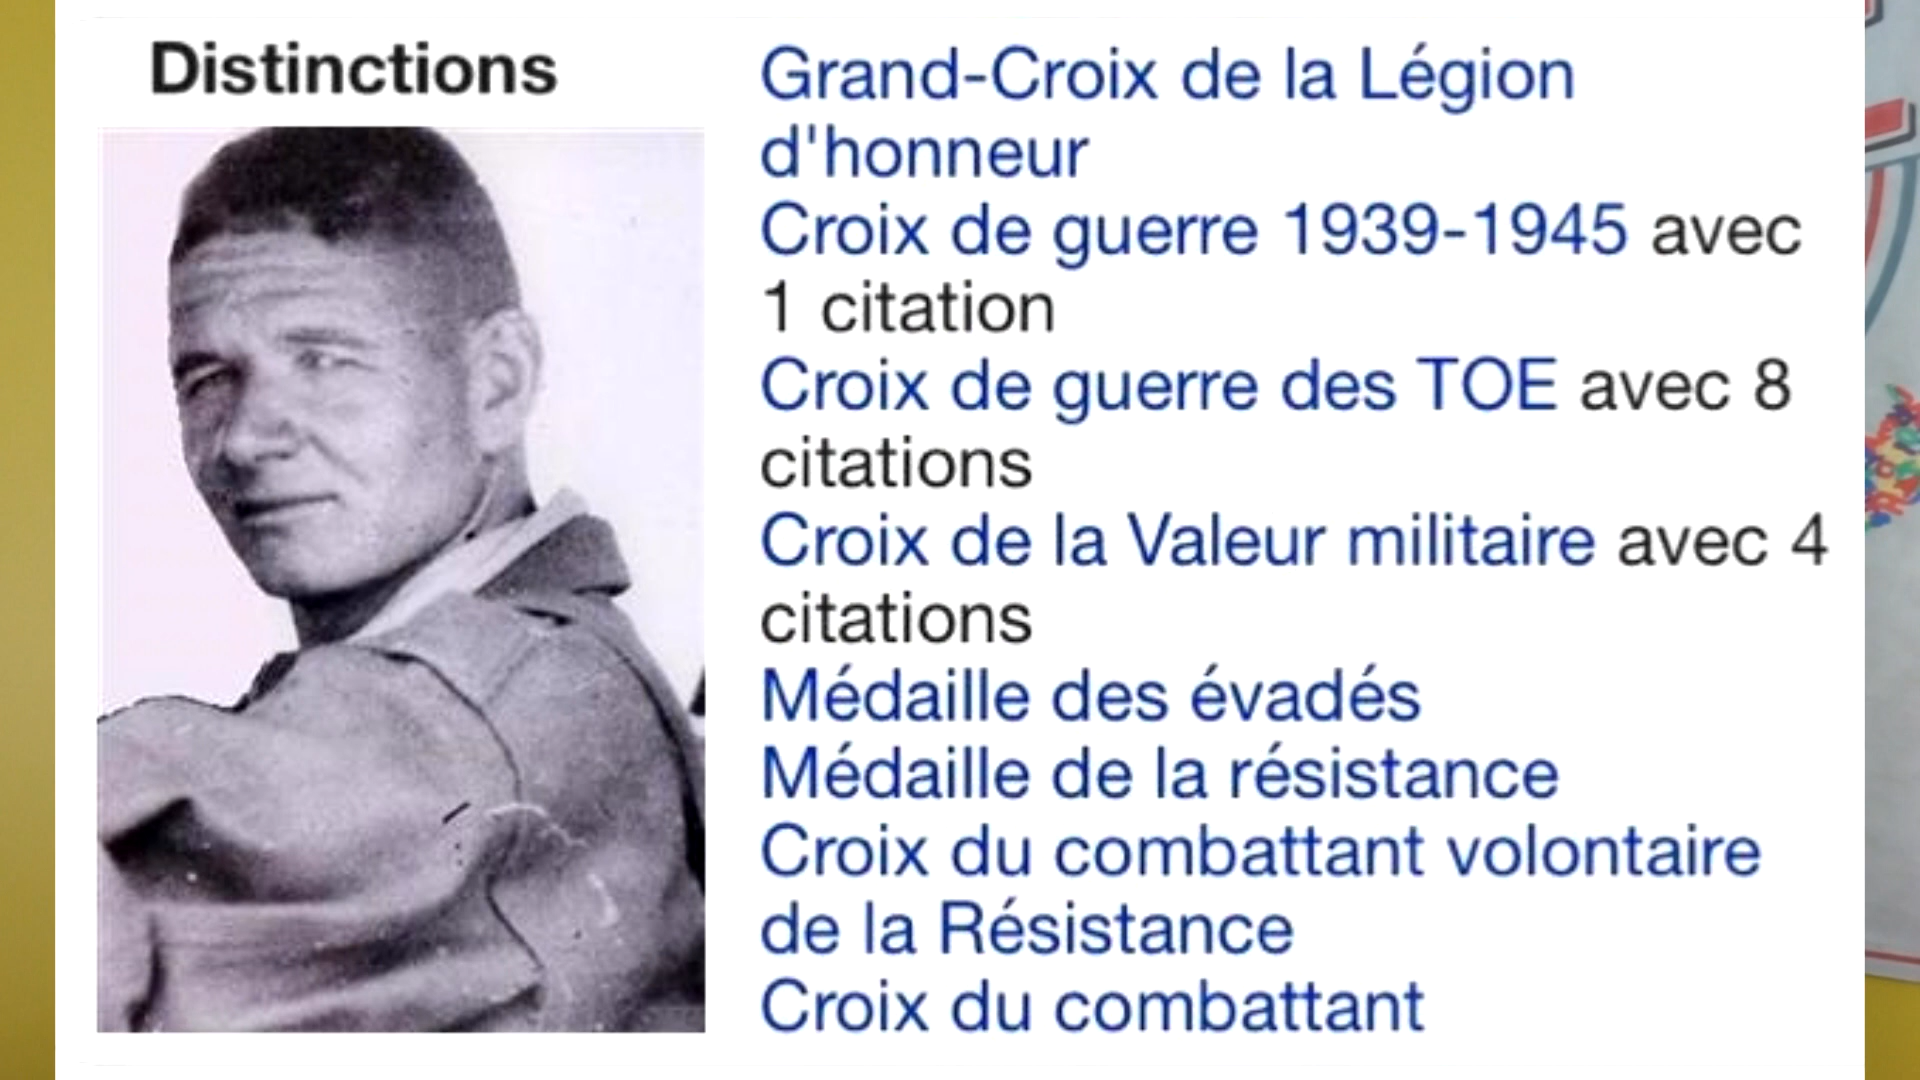 Distinctions
Grand-Croix de la Légion
d'honneur
Croix de guerre 1939-1945 avec
1 citation
Croix de guerre des TOE avec 8
citations
Croix de la Valeur militaire avec 4
citations
Médaille des évadés
Médaille de la résistance
Croix du combattant volontaire
de la Résistance
Croix du combattant